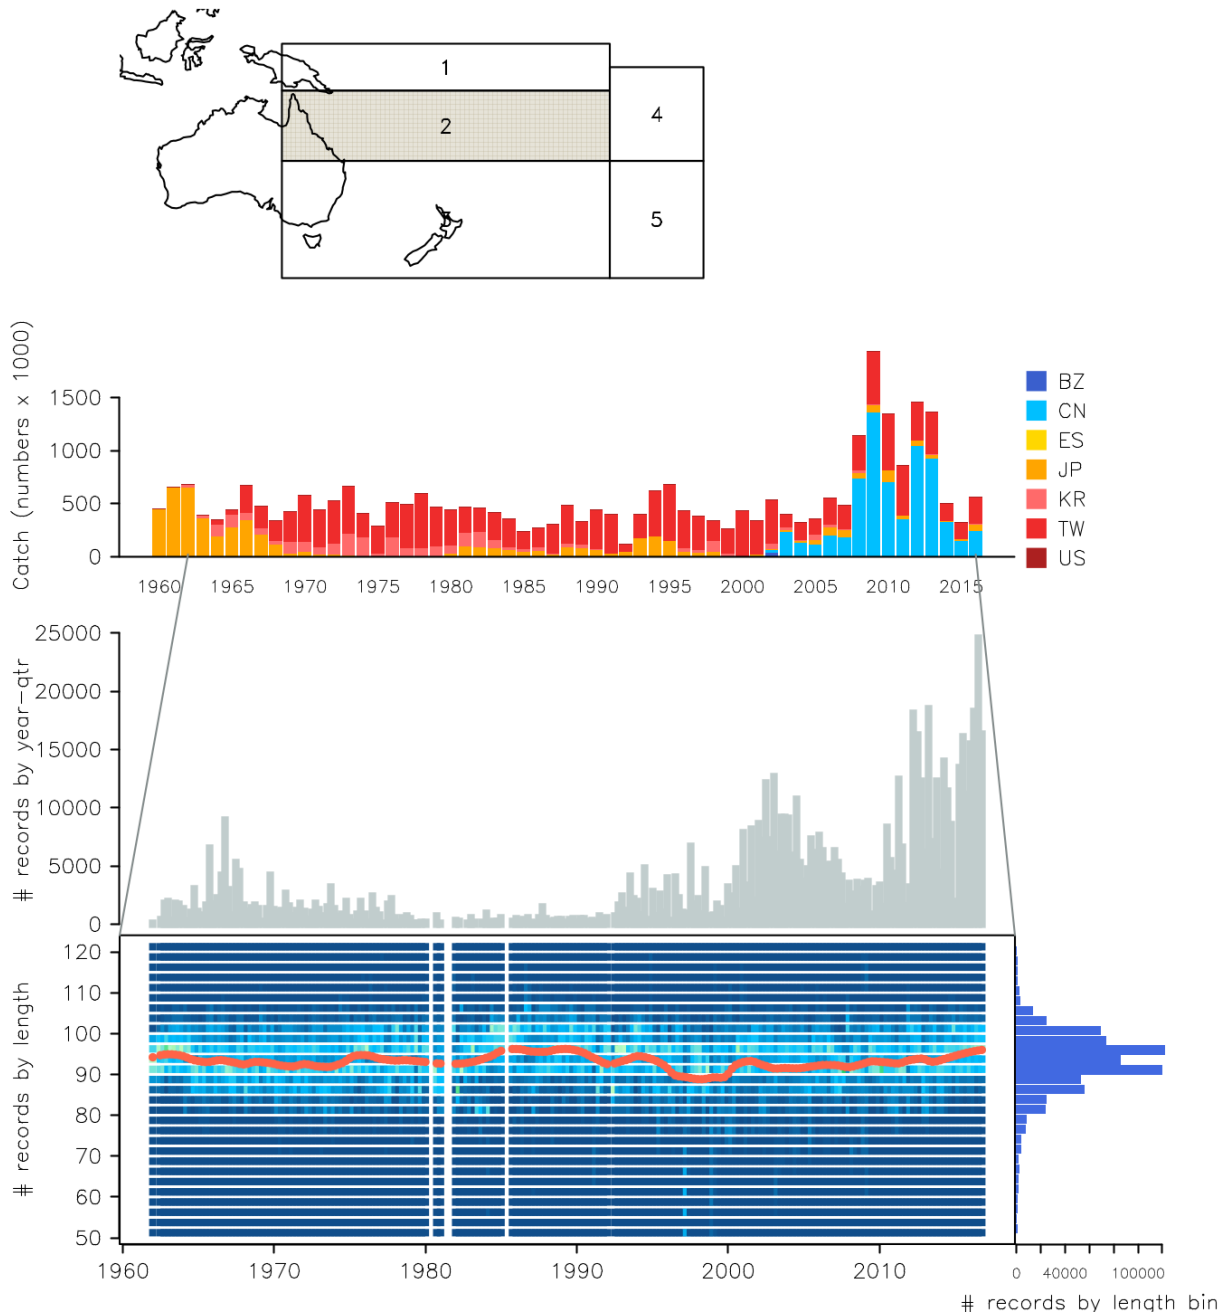 1
2
4
3
5
Catch (numbers x 1000)
1500
1000
500
0
1960 1965 1970 1975 1980 1985 1990 1995 2000 2005 2010 2015
BZ
CN
ES
JP
KR
TW
US
# records by year-qtr
25000
20000
15000
10000
5000
0
# records by length
120
110
100
90
80
70
60
50
1960 1970 1980 1990 2000 2010
0 40000 100000
# records by length bin